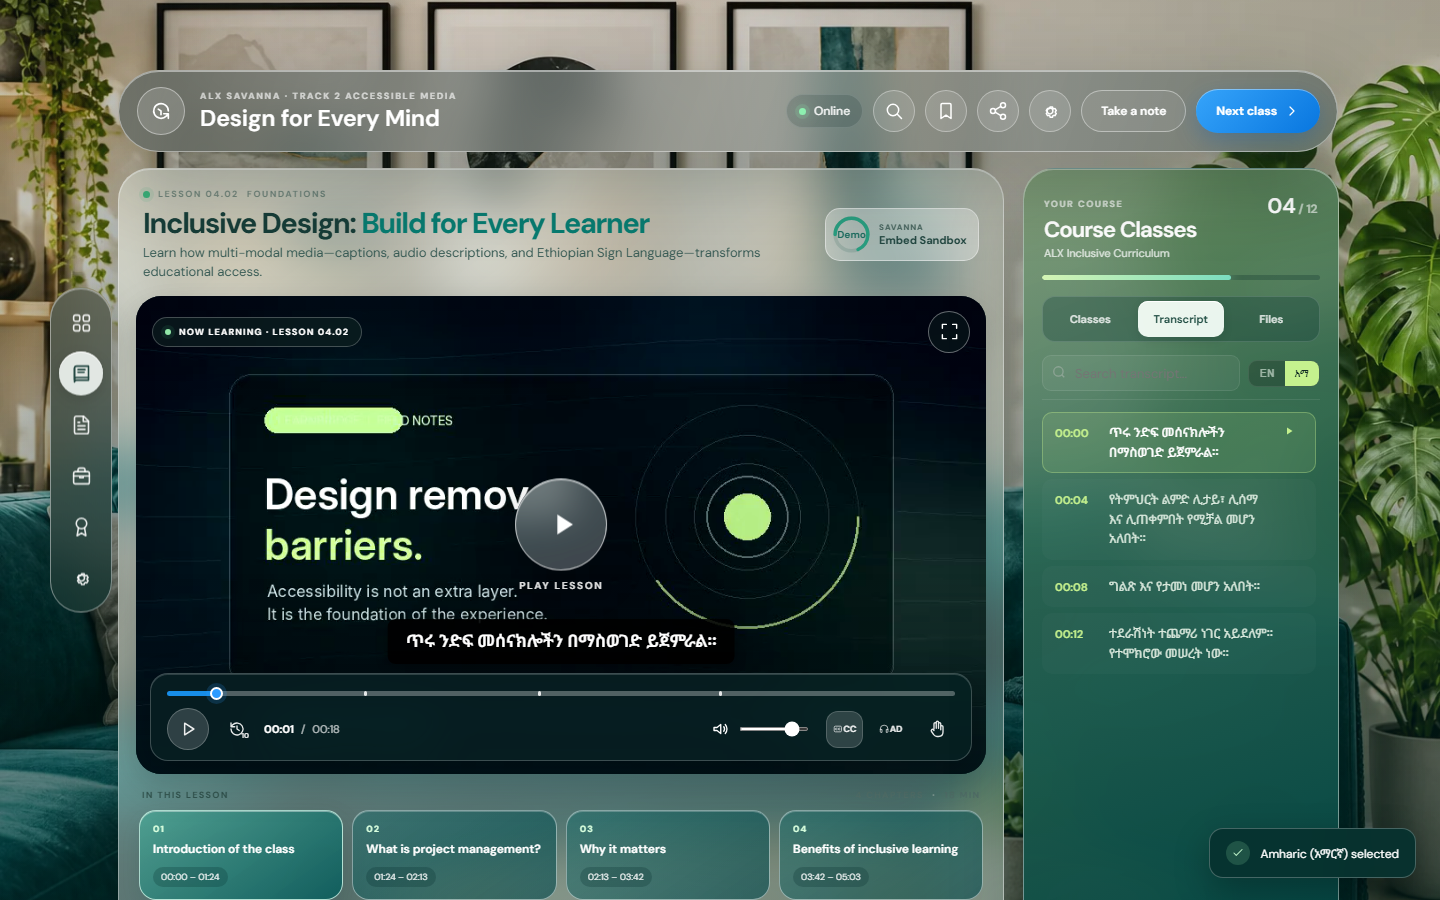 ALX SAVANNA · TRACK 2 ACCESSIBLE MEDIA
Design for Every Mind
Online
Take a note
Next class
LESSON 04.02 FOUNDATIONS
Inclusive Design: Build for Every Learner
Learn how multi-modal media—captions, audio descriptions, and Ethiopian Sign Language—transforms
educational access.
Demo
SAVANNA
Embed Sandbox
NOW LEARNING · LESSON 04.02
D NOTES
Design remov
barriers.
PLAY LESSON
Accessibility is not an extra layer.
It is the foundation of the experience.
ጥሩ ንድፍ መሰናክሎችን በማስወገድ ይጀምራል።
10
00:01 / 00:18
CC
AD
IN THIS LESSON
01
Introduction of the class
00:00 – 01:24
02
What is project management?
01:24 – 02:13
03
Why it matters
02:13 – 03:42
04
Benefits of inclusive learning
03:42 – 05:03
YOUR COURSE
04 / 12
Course Classes
ALX Inclusive Curriculum
Classes
Transcript
Files
EN
አማ
00:00
ጥሩ ንድፍ መሰናክሎችን
በማስወገድ ይጀምራል።
00:04
የትምህርት ልምድ ሊታይ፣ ሊሰማ
እና ሊጠቀምበት የሚቻል መሆን
አለበት።
00:08
ግልጽ እና የታመነ መሆን አለበት።
00:12
ተደራሽነት ተጨማሪ ነገር አይደለም።
የተሞክሮው መሠረት ነው።
Amharic (አማርኛ) selected